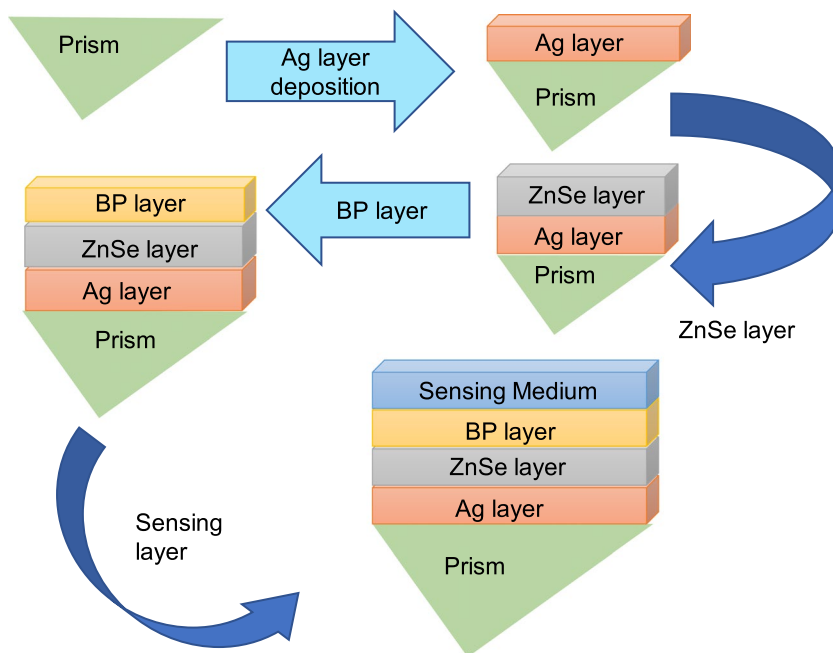 Prism
Ag layer
deposition
Ag layer
Prism
ZnSe layer
ZnSe layer
Ag layer
Prism
BP layer
BP layer
ZnSe layer
Ag layer
Prism
Sensing
layer
Sensing Medium
BP layer
ZnSe layer
Ag layer
Prism